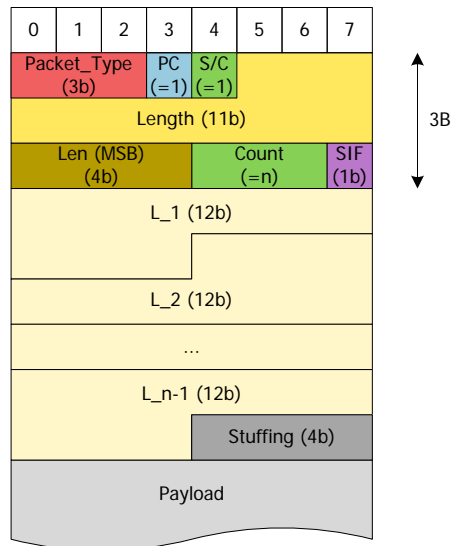 0 1 2 3 4 5 6 7
Packet_Type PC S/C
(3b) (=1) (=1)
Length (11b)
3B
Len (MSB) Count SIF
(4b) (=n) (1b)
L_1 (12b)
L_2 (12b)
...
L_n-1 (12b)
Stuffing (4b)
Payload